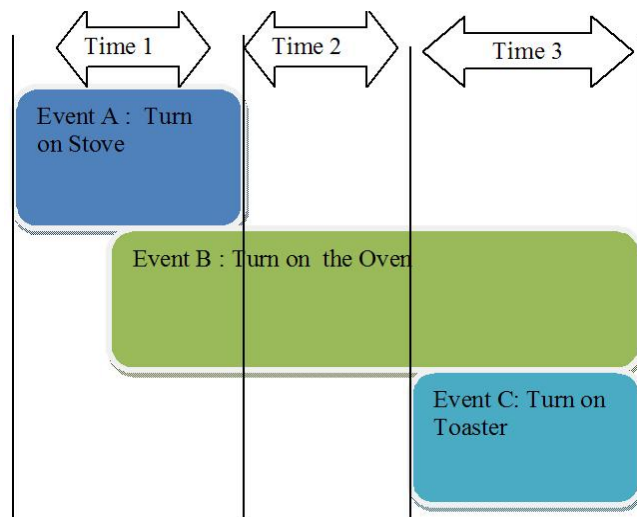 Time 1
Time 2
Time 3
Event A : Turn
on Stove
Event B : Turn on the Oven
Event C: Turn on
Toaster